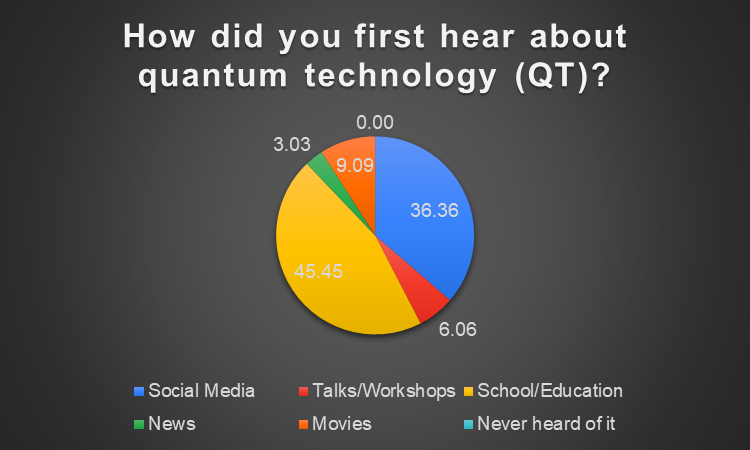 How did you first hear about
quantum technology (QT)?
0.00
3.03
9.09
36.36
45.45
6.06
Social Media
Talks/Workshops
School/Education
News
Movies
Never heard of it